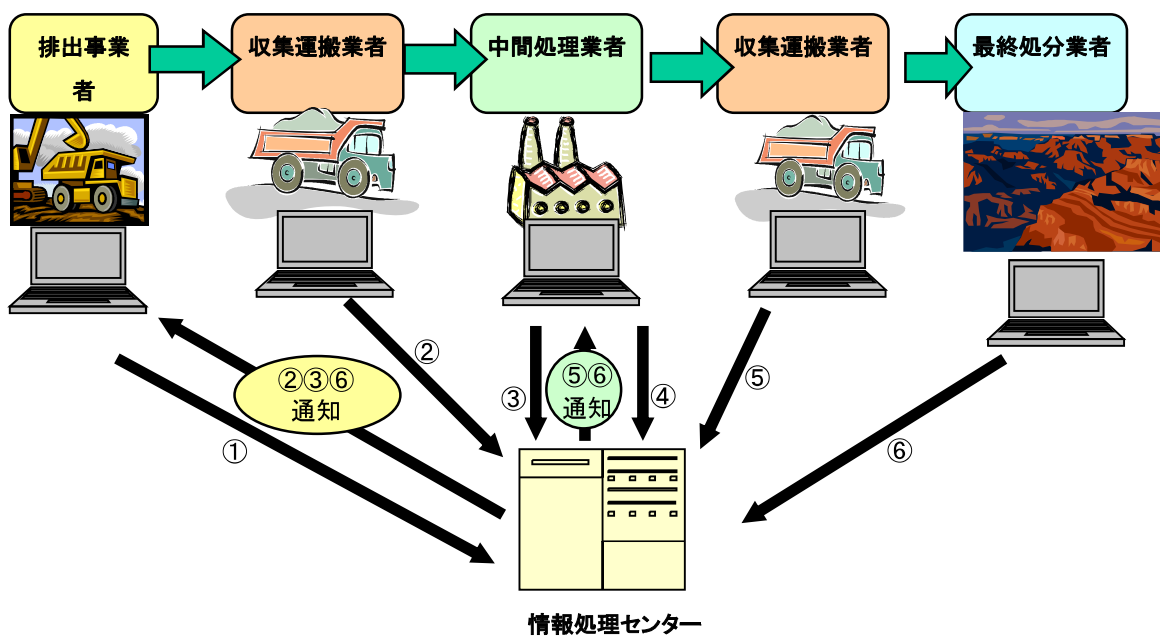 排出事業
者
収集運搬業者
中間処理業者
収集運搬業者
最終処分業者
②③⑥
通知
①
②
③
⑤⑥
通知
④
⑤
⑥
情報処理センター